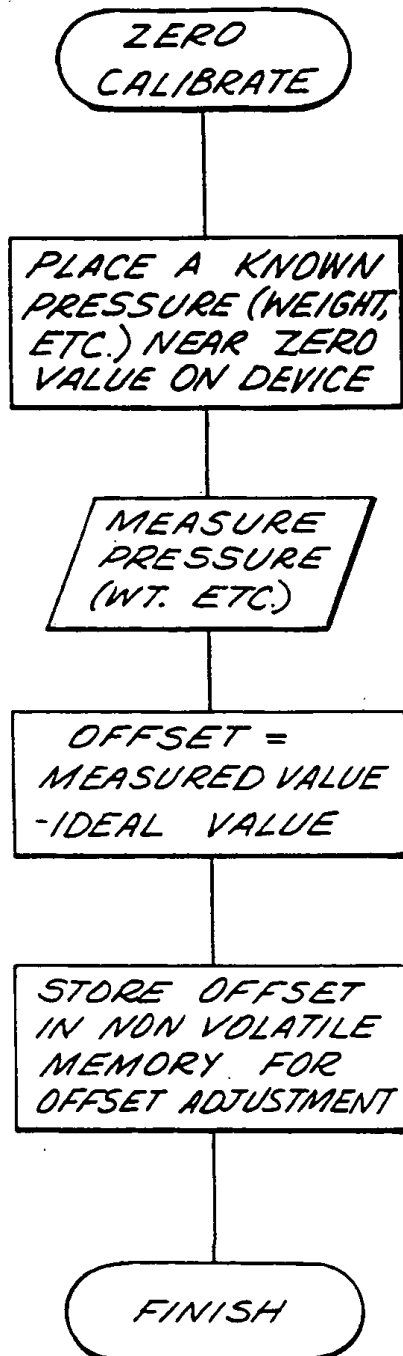 ZERO
CALIBRATE
PLACE A KNOWN
PRESSURE (WEIGHT,
ETC.) NEAR ZERO
VALUE ON DEVICE
MEASURE
PRESSURE
(WT. ETC.)
OFFSET =
MEASURED VALUE
-IDEAL VALUE
STORE OFFSET
IN NON VOLATILE
MEMORY FOR
OFFSET ADJUSTMENT
FINISH